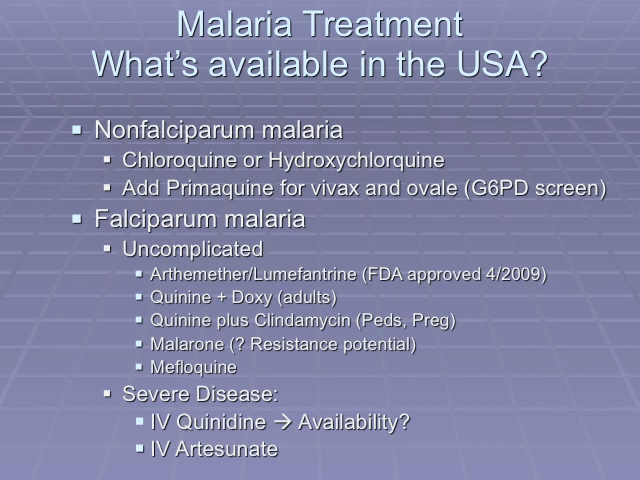 Malaria Treatment
What's available in the USA?
Nonfalciparum malaria
Chloroquine or Hydroxychlorquine
Add Primaquine for vivax and ovale (G6PD screen)
Falciparum malaria
Uncomplicated
Arthemether/Lumefantrine (FDA approved 4/2009)
Quinine + Doxy (adults)
Quinine plus Clindamycin (Peds, Preg)
Malarone (? Resistance potential)
Mefloquine
Severe Disease:
IV Quinidine → Availability?
IV Artesunate